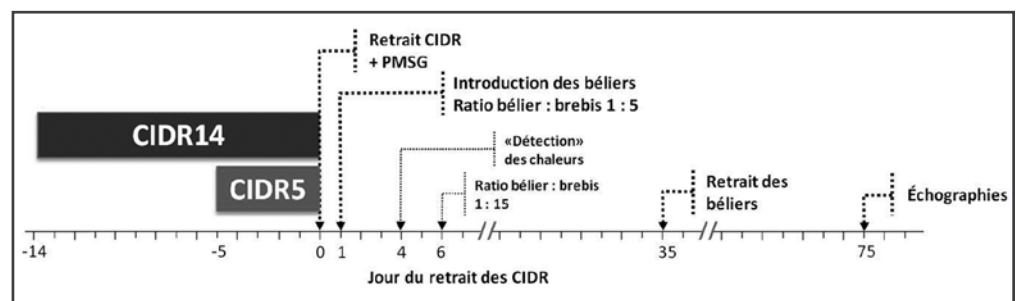 Retrait CIDR
+ PMSG
Introduction des béliers
Ratio bélier : brebis 1 : 5
CIDR14
«Détection»
des chaleurs
CIDR5
Ratio bélier : brebis
1 : 15
Retrait des
béliers
Échographies
-14 -5 0 1 4 6 35 75
Jour du retrait des CIDR